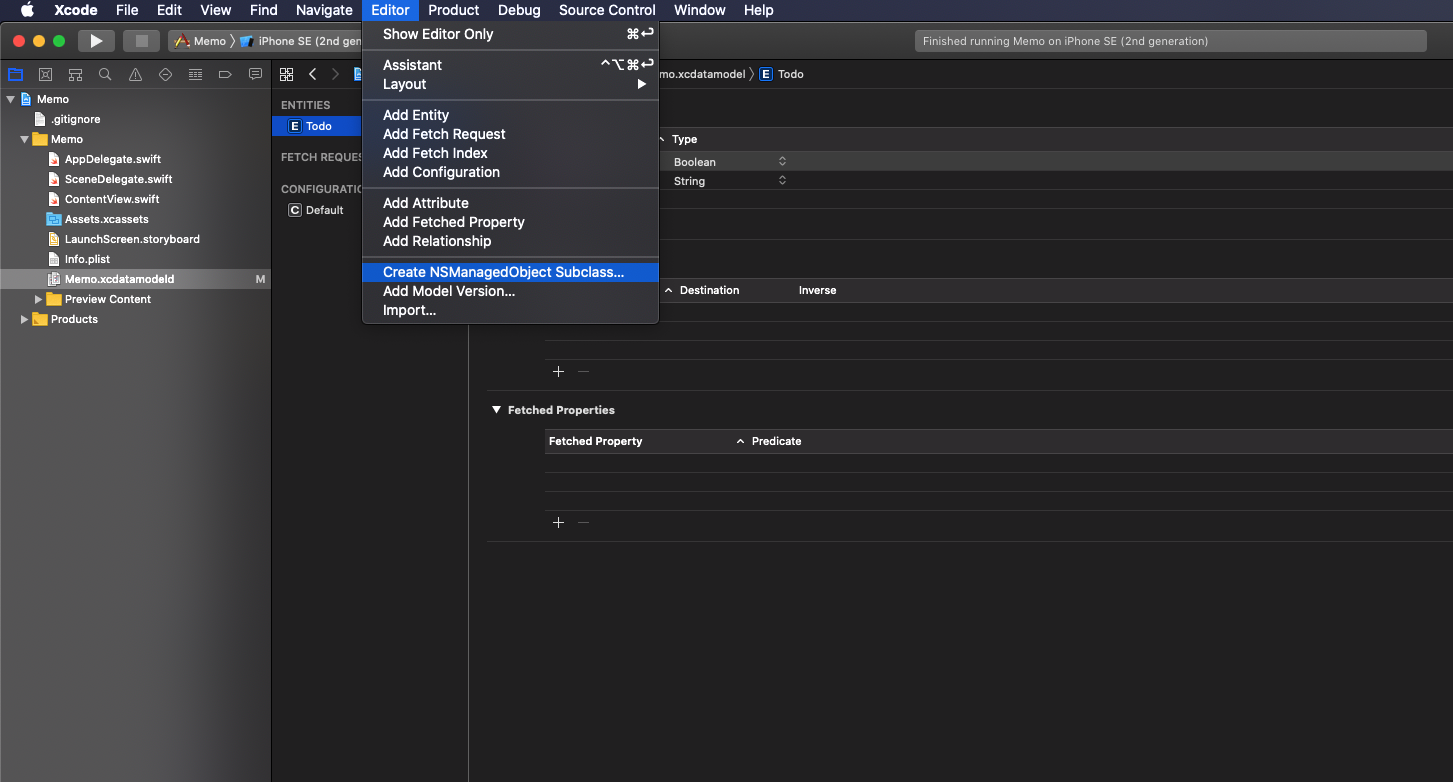 Xcode File Edit View Find Navigate Editor Product Debug Source Control Window Help
Memo iPhone SE (2nd gen
Finished running Memo on iPhone SE (2nd generation)
Show Editor Only ⌘↩
Assistant ⌃⌥⌘↩
Layout
Add Entity
Add Fetch Request
Add Fetch Index
Add Configuration
Add Attribute
Add Fetched Property
Add Relationship
Create NSManagedObject Subclass...
Add Model Version...
Import...
Memo
.gitignore
Memo
AppDelegate.swift
SceneDelegate.swift
ContentView.swift
Assets.xcassets
LaunchScreen.storyboard
Info.plist
Memo.xcdatamodeld M
Preview Content
Products
ENTITIES
E Todo
FETCH REQUES
CONFIGURATIO
C Default
mo.xcdatamodel E Todo
Type
Boolean
String
Destination Inverse
Fetched Properties
Fetched Property Predicate